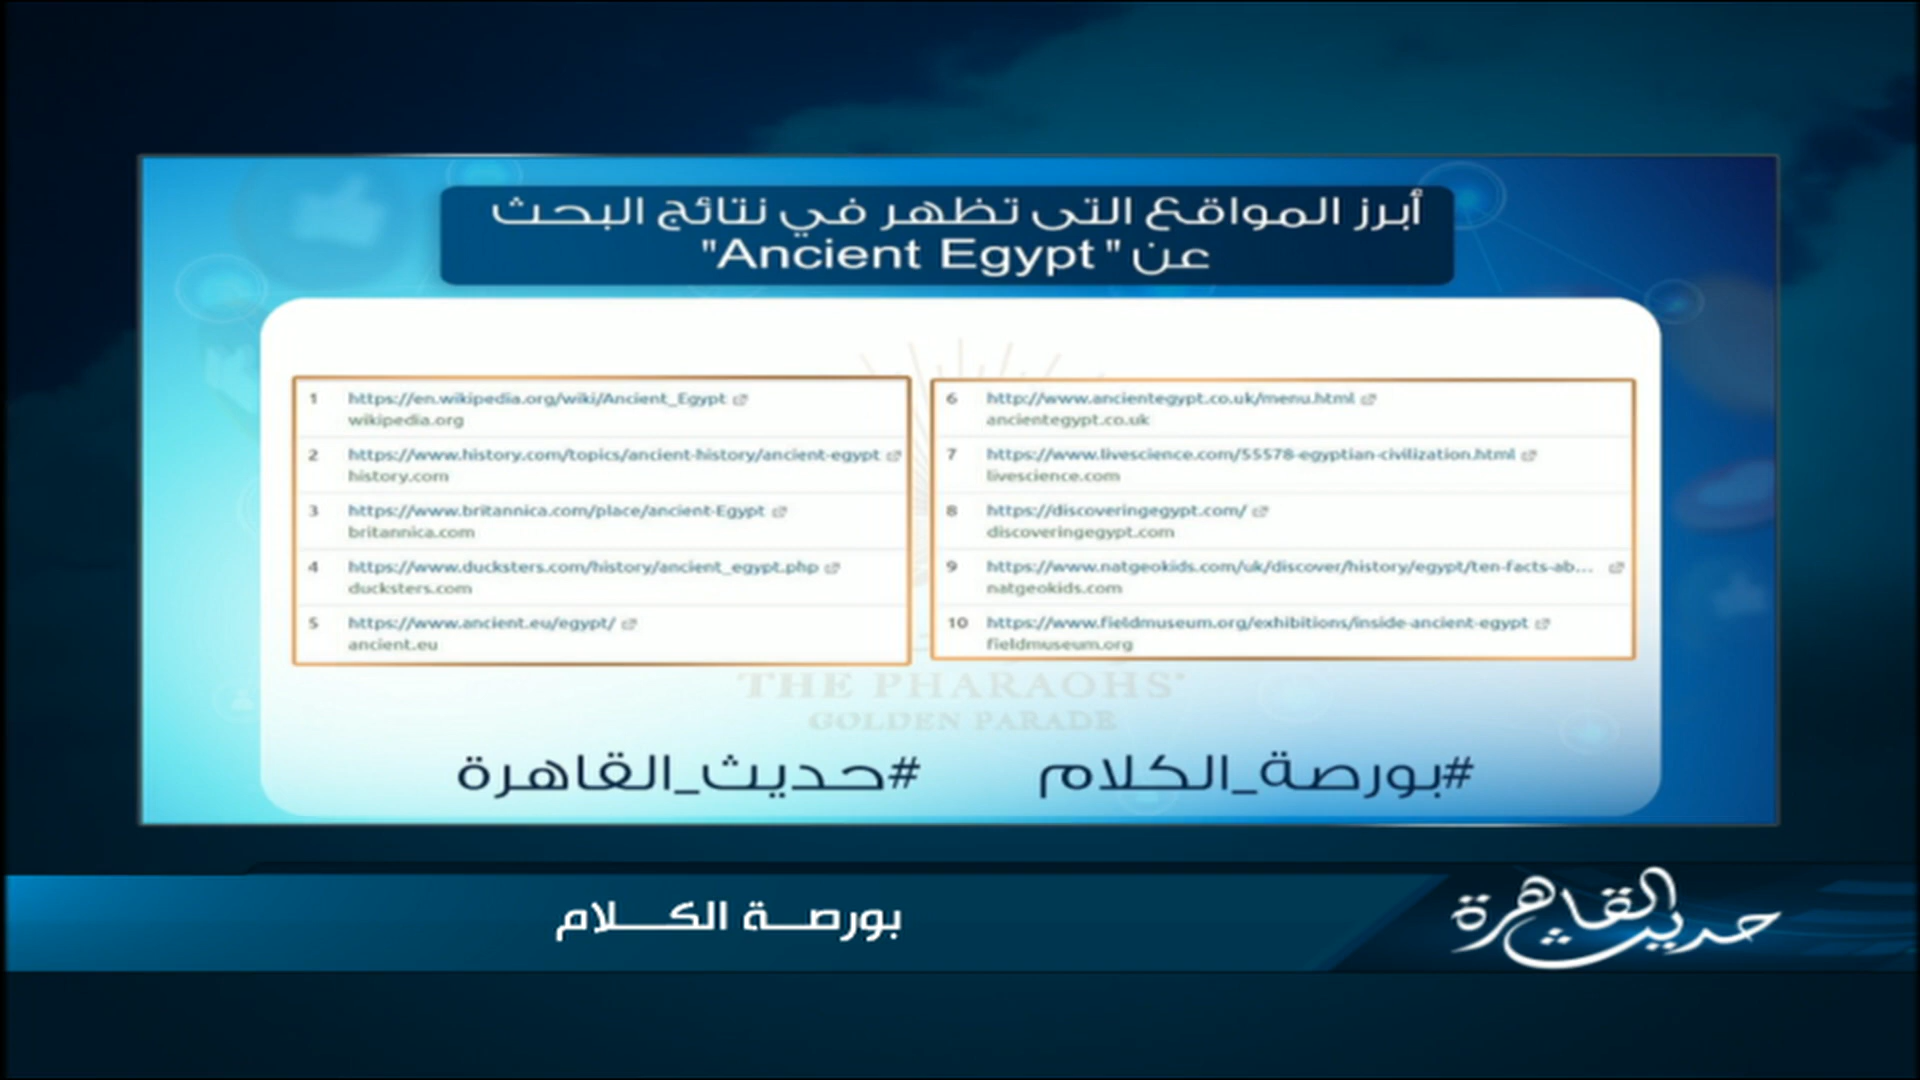 أبرز المواقع التى تظهر في نتائج البحث
عن "Ancient Egypt"
1 https://en.wikipedia.org/wiki/Ancient_Egypt
wikipedia.org
2 https://www.history.com/topics/ancient-history/ancient-egypt
history.com
3 https://www.britannica.com/place/ancient-Egypt
britannica.com
4 https://www.ducksters.com/history/ancient_egypt.php
ducksters.com
5 https://www.ancient.eu/egypt/
ancient.eu
6 http://www.ancientegypt.co.uk/menu.html
ancientegypt.co.uk
7 https://www.livescience.com/55578-egyptian-civilization.html
livescience.com
8 https://discoveringegypt.com/
discoveringegypt.com
9 https://www.natgeokids.com/uk/discover/history/egypt/ten-facts-ab...
natgeokids.com
10 https://www.fieldmuseum.org/exhibitions/inside-ancient-egypt
fieldmuseum.org
THE PHARAOHS'
GOLDEN PARADE
#بورصة_الكلام #حديث_القاهرة
بورصــة الكــــلام
حديث القاهرة